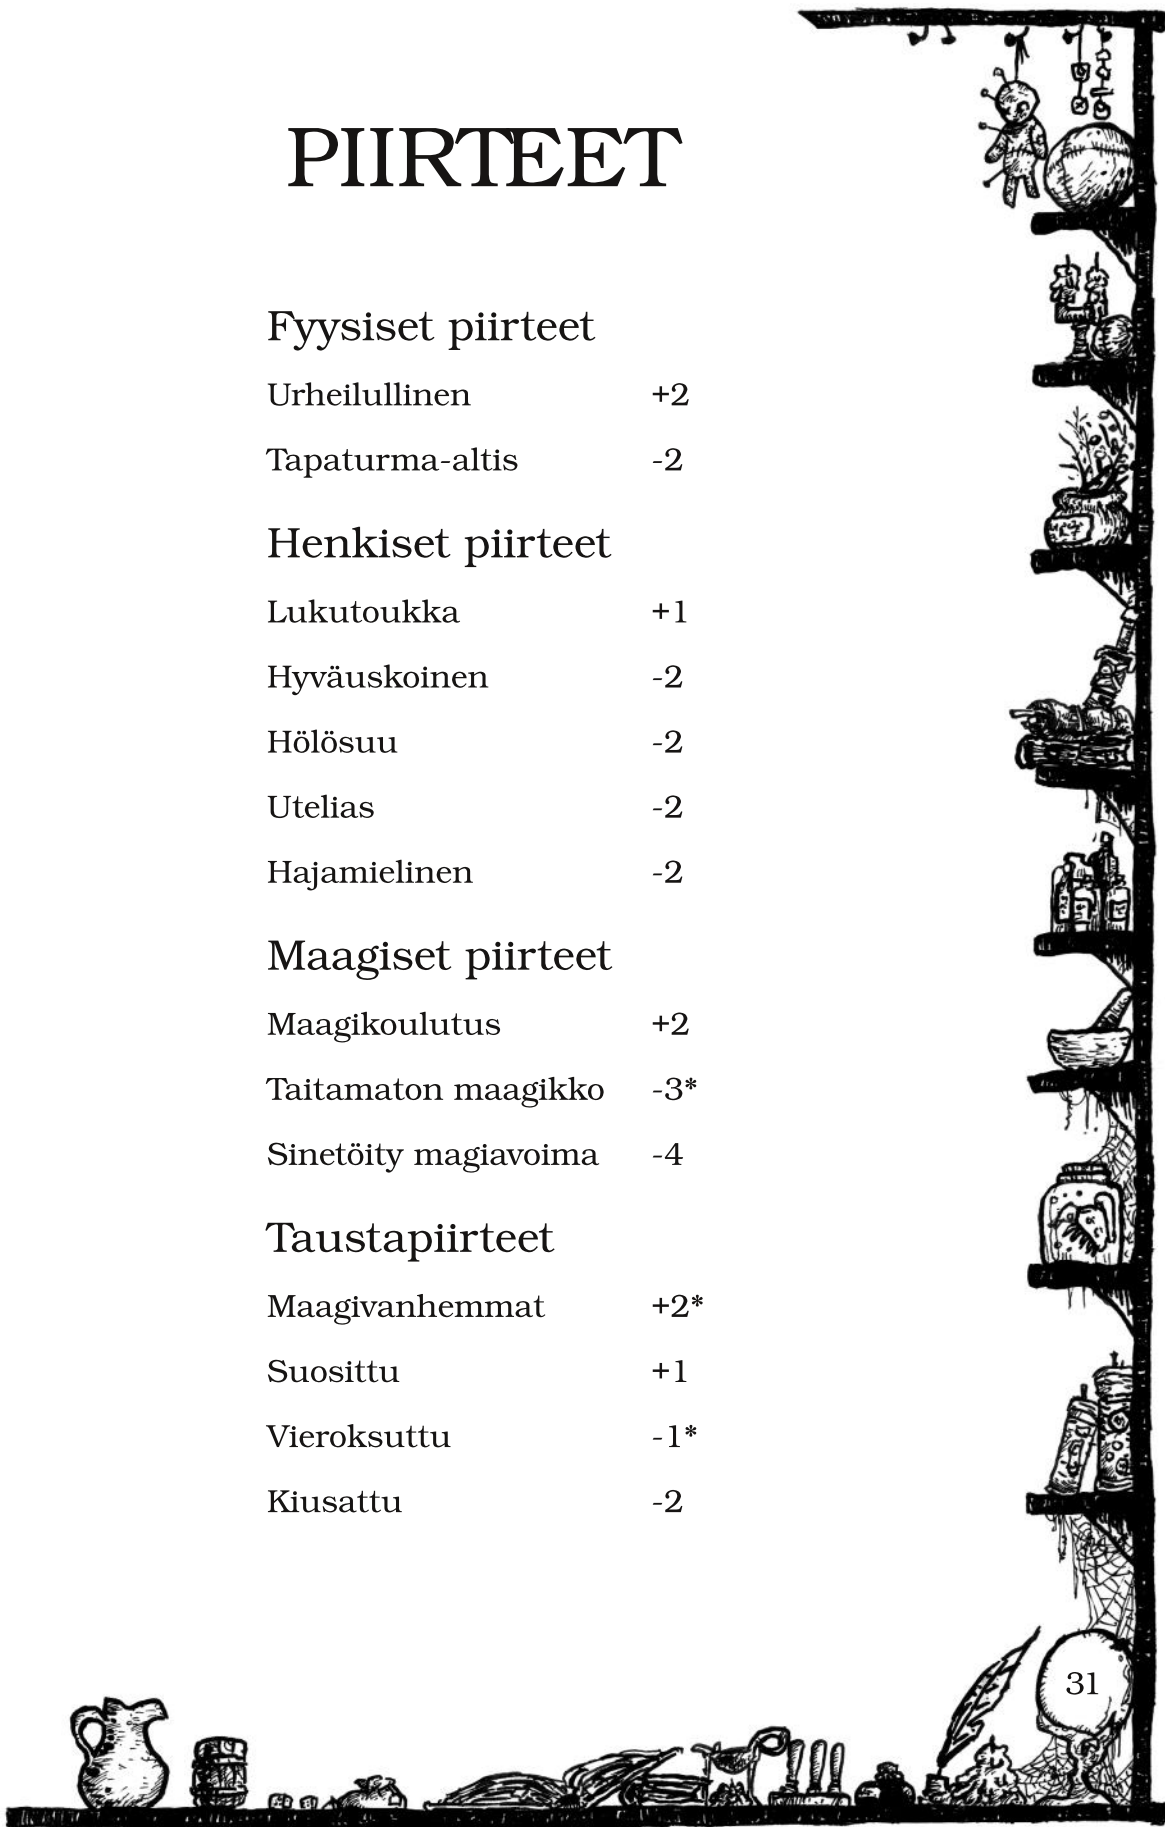 PIIRTEET
Fyysiset piirteet
Urheilullinen +2
Tapaturma-altis -2
Henkiset piirteet
Lukutoukka +1
Hyväuskoinen -2
Hölösuu -2
Utelias -2
Hajamielinen -2
Maagiset piirteet
Maagikoulutus +2
Taitamaton maagikko -3*
Sinetöity magiavoima -4
Taustapiirteet
Maagivanhemmat +2*
Suosittu +1
Vieroksuttu -1*
Kiusattu -2
31